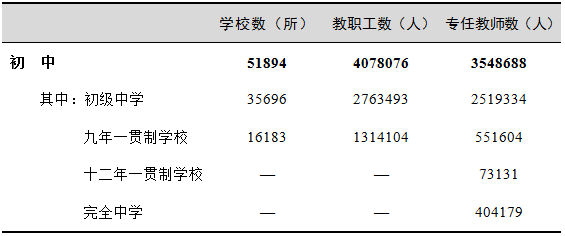 学校数（所） 教职工数（人） 专任教师数（人）
初 中 51894 4078076 3548688
其中：初级中学 35696 2763493 2519334
九年一贯制学校 16183 1314104 551604
十二年一贯制学校 — — 73131
完全中学 — — 404179